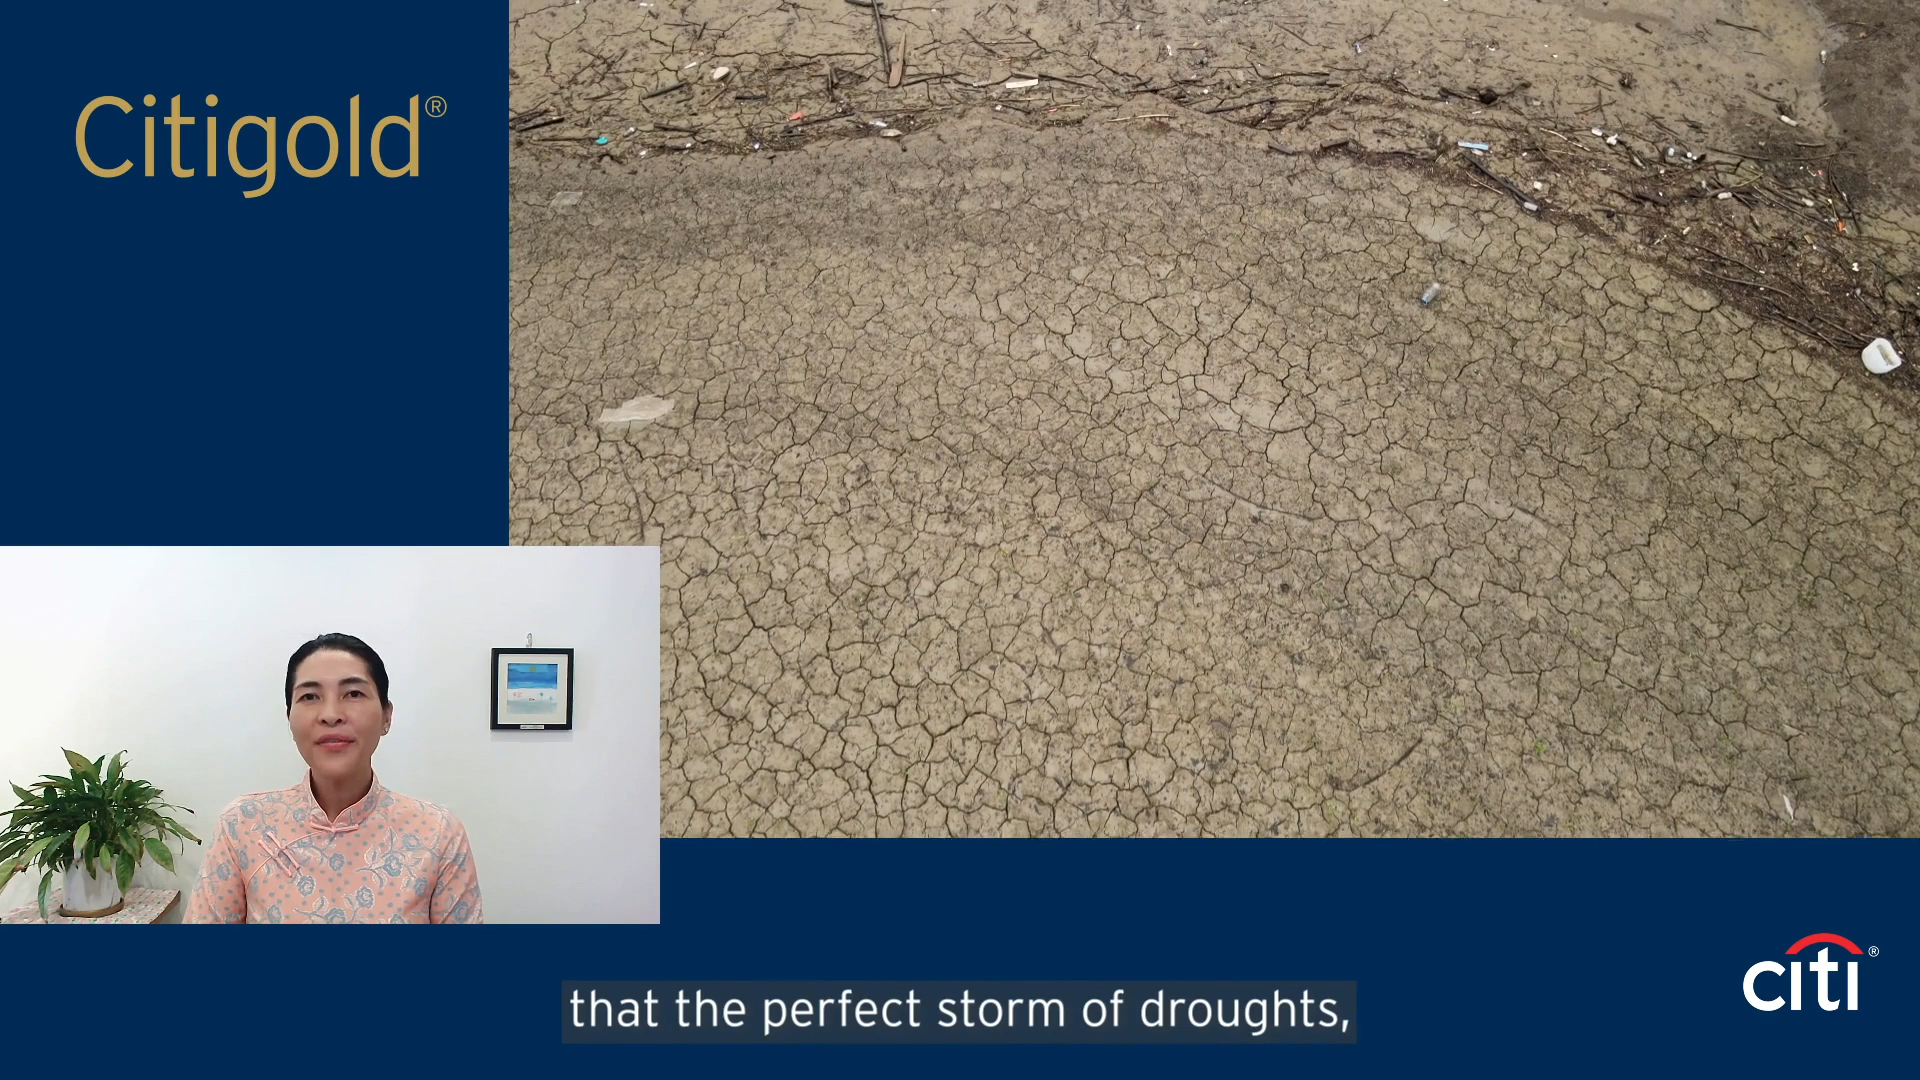 Citigold®
citi®
that the perfect storm of droughts,